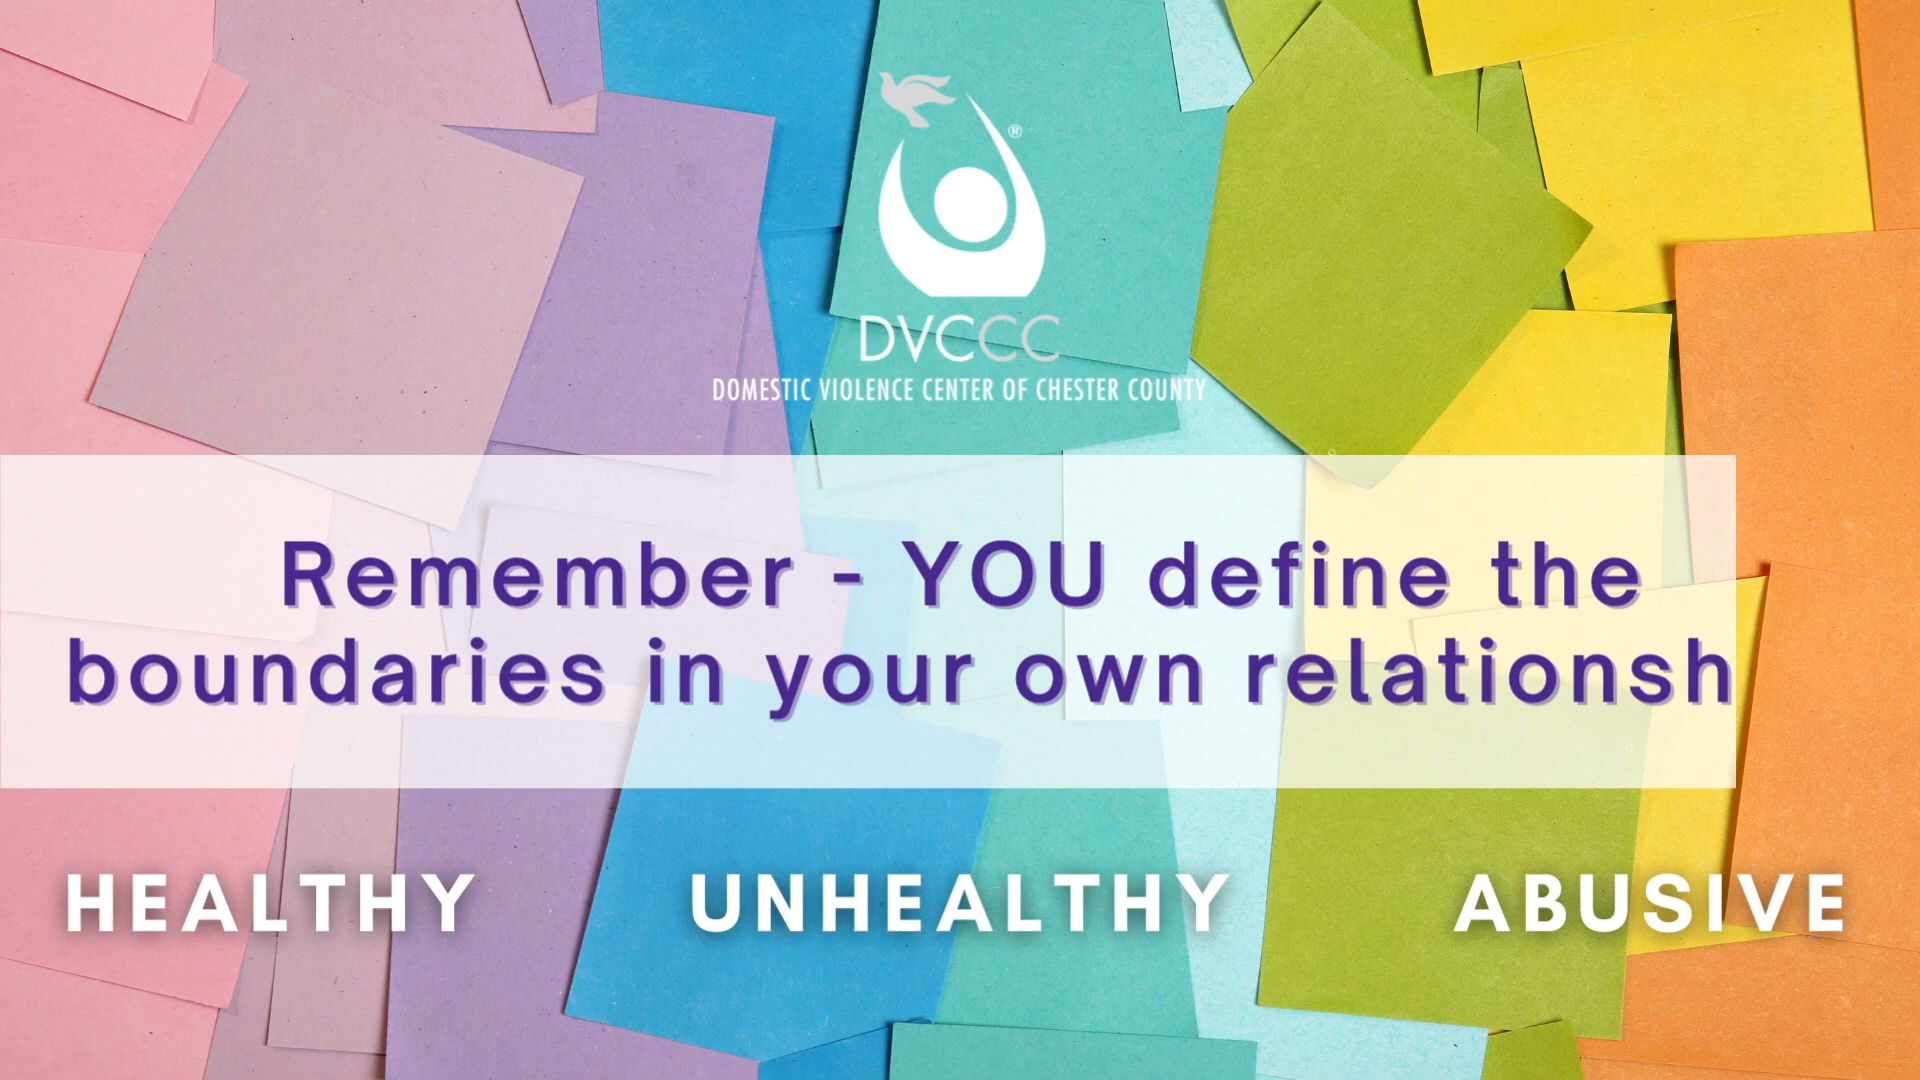 ®
DVCCC
DOMESTIC VIOLENCE CENTER OF CHESTER COUNTY
Remember - YOU define the
boundaries in your own relationsh
HEALTHY UNHEALTHY ABUSIVE